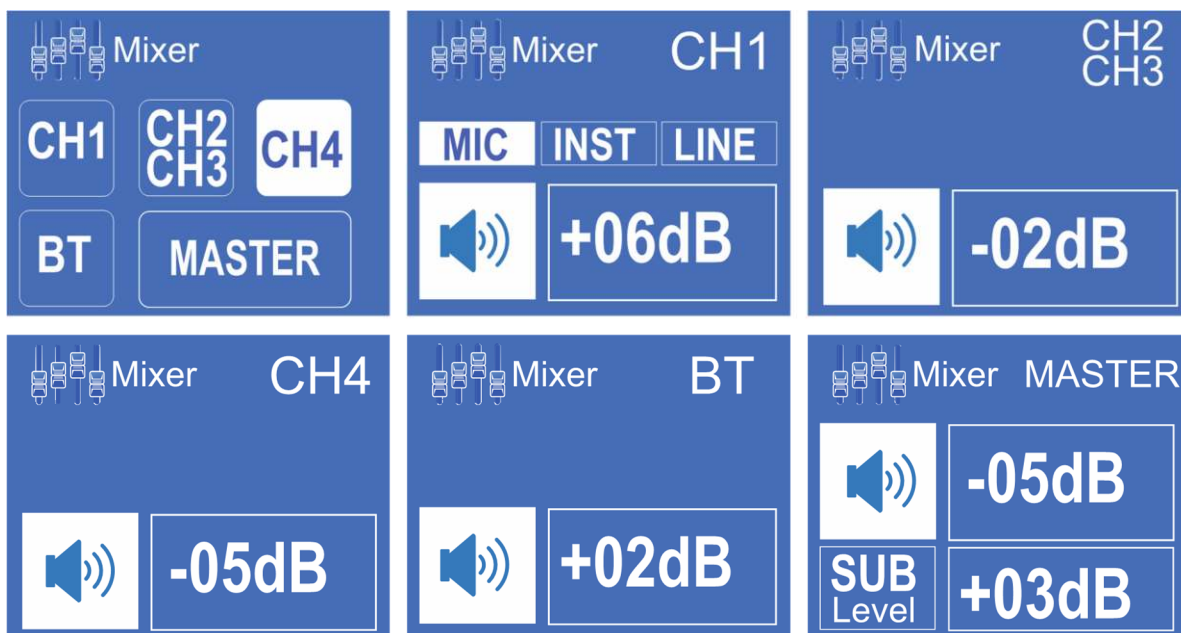 Mixer
CH1
CH2
CH3
CH4
BT
MASTER
Mixer
CH1
MIC INST LINE
+06dB
Mixer
CH2
CH3
-02dB
Mixer
CH4
-05dB
Mixer
BT
+02dB
Mixer MASTER
-05dB
SUB
Level
+03dB